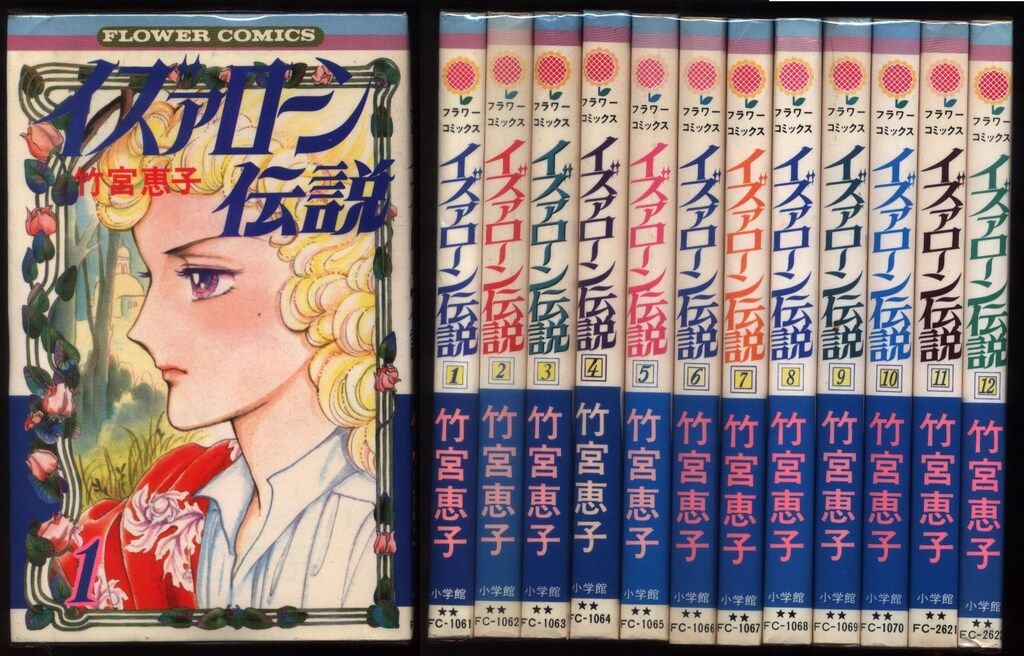 FLOWER COMICS
イズァローン
伝説
竹宮恵子
1
フラワー
コミックス
イズァローン伝説
1
竹宮恵子
小学館
★★
FC-1061
フラワー
コミックス
イズァローン伝説
2
竹宮恵子
小学館
★★
FC-1062
フラワー
コミックス
イズァローン伝説
3
竹宮恵子
小学館
★★
FC-1063
フラワー
コミックス
イズァローン伝説
4
竹宮恵子
小学館
★★
FC-1064
フラワー
コミックス
イズァローン伝説
5
竹宮恵子
小学館
★★
FC-1065
フラワー
コミックス
イズァローン伝説
6
竹宮恵子
小学館
★★
FC-1066
フラワー
コミックス
イズァローン伝説
7
竹宮恵子
小学館
★★
FC-1067
フラワー
コミックス
イズァローン伝説
8
竹宮恵子
小学館
★★
FC-1068
フラワー
コミックス
イズァローン伝説
9
竹宮恵子
小学館
★★
FC-1069
フラワー
コミックス
イズァローン伝説
10
竹宮恵子
小学館
★★
FC-1070
フラワー
コミックス
イズァローン伝説
11
竹宮恵子
小学館
★★
FC-2621
フラワー
コミックス
イズァローン伝説
12
竹宮恵子
小学館
★★
FC-2622